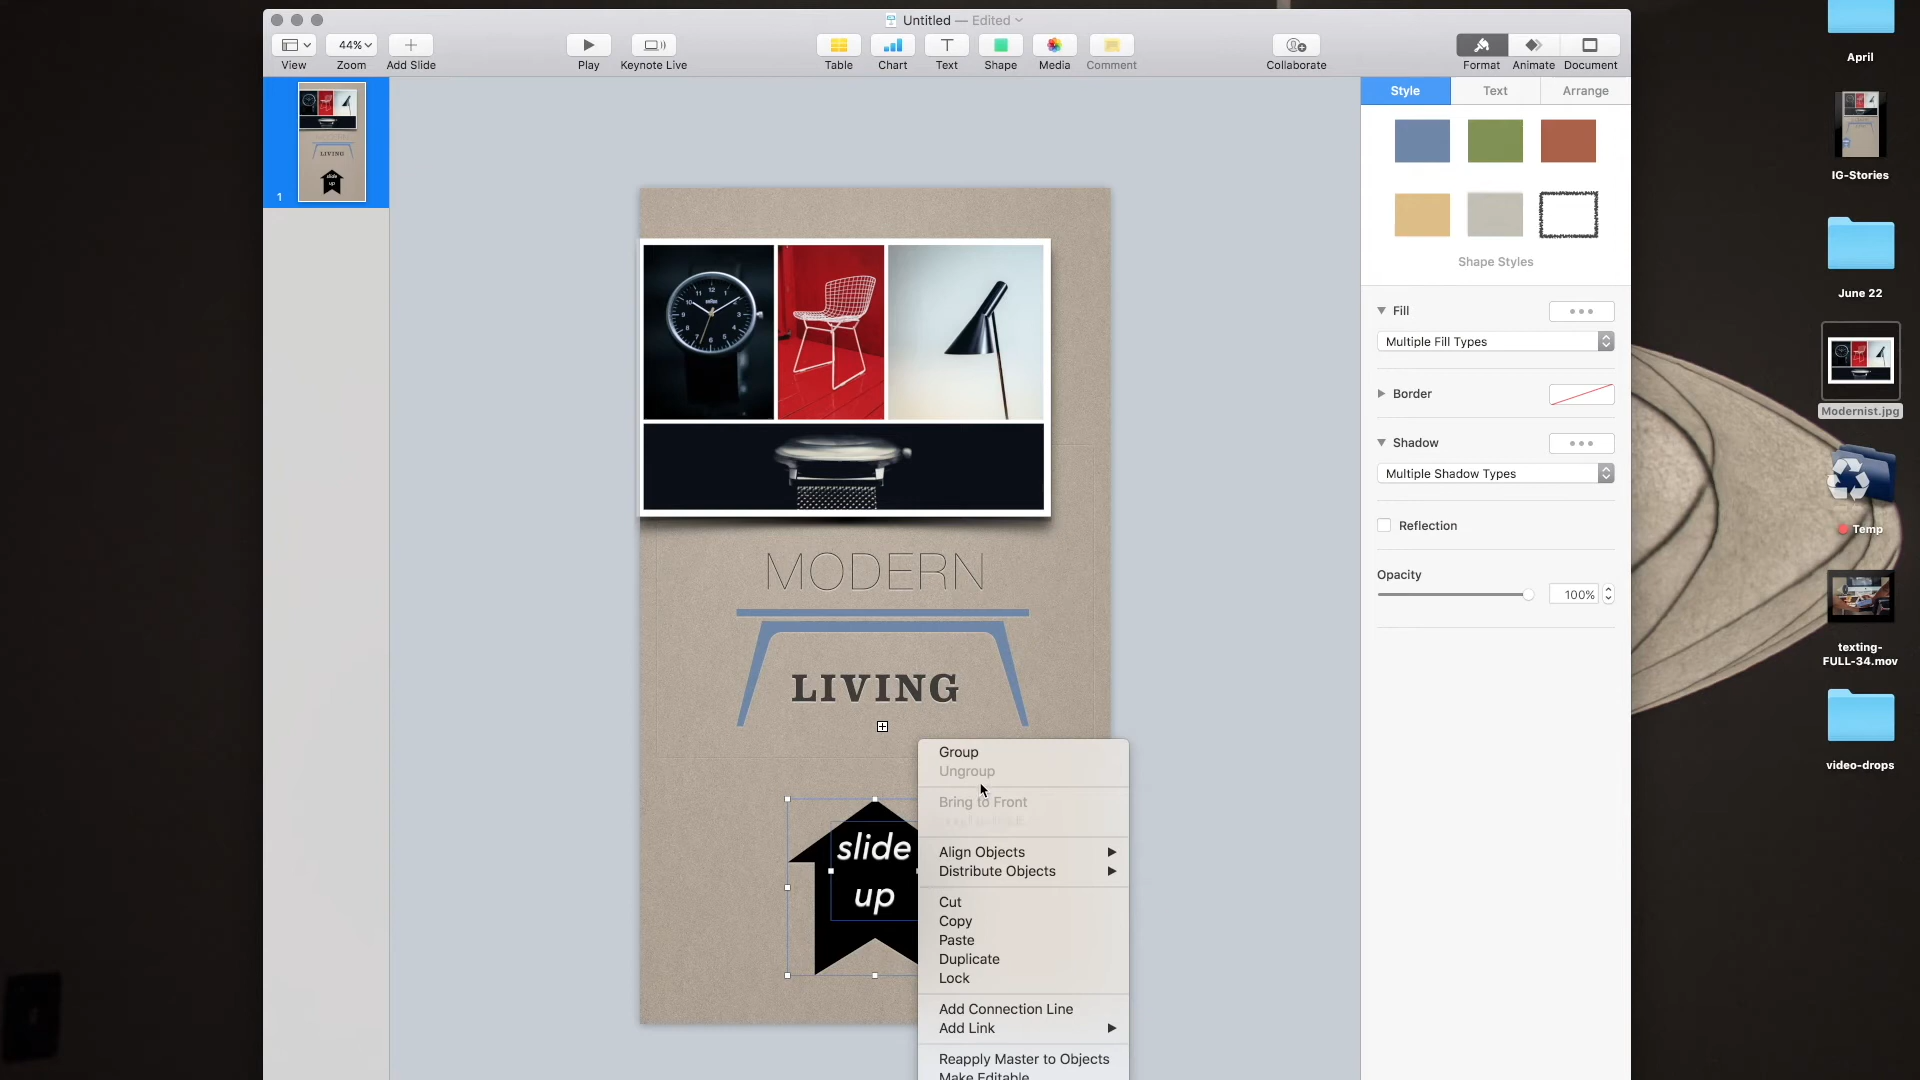 Untitled — Edited
View
44%
Zoom
Add Slide
Play
Keynote Live
Table
Chart
Text
Shape
Media
Comment
Collaborate
Format
Animate
Document
1
Style
Text
Arrange
Shape Styles
Fill
Multiple Fill Types
Border
Shadow
Multiple Shadow Types
Reflection
Opacity
100%
MODERN
LIVING
slide
up
Group
Ungroup
Bring to Front
Align Objects
Distribute Objects
Cut
Copy
Paste
Duplicate
Lock
Add Connection Line
Add Link
Reapply Master to Objects
Make Editable
April
IG-Stories
June 22
Modernist.jpg
Temp
texting-
FULL-34.mov
video-drops